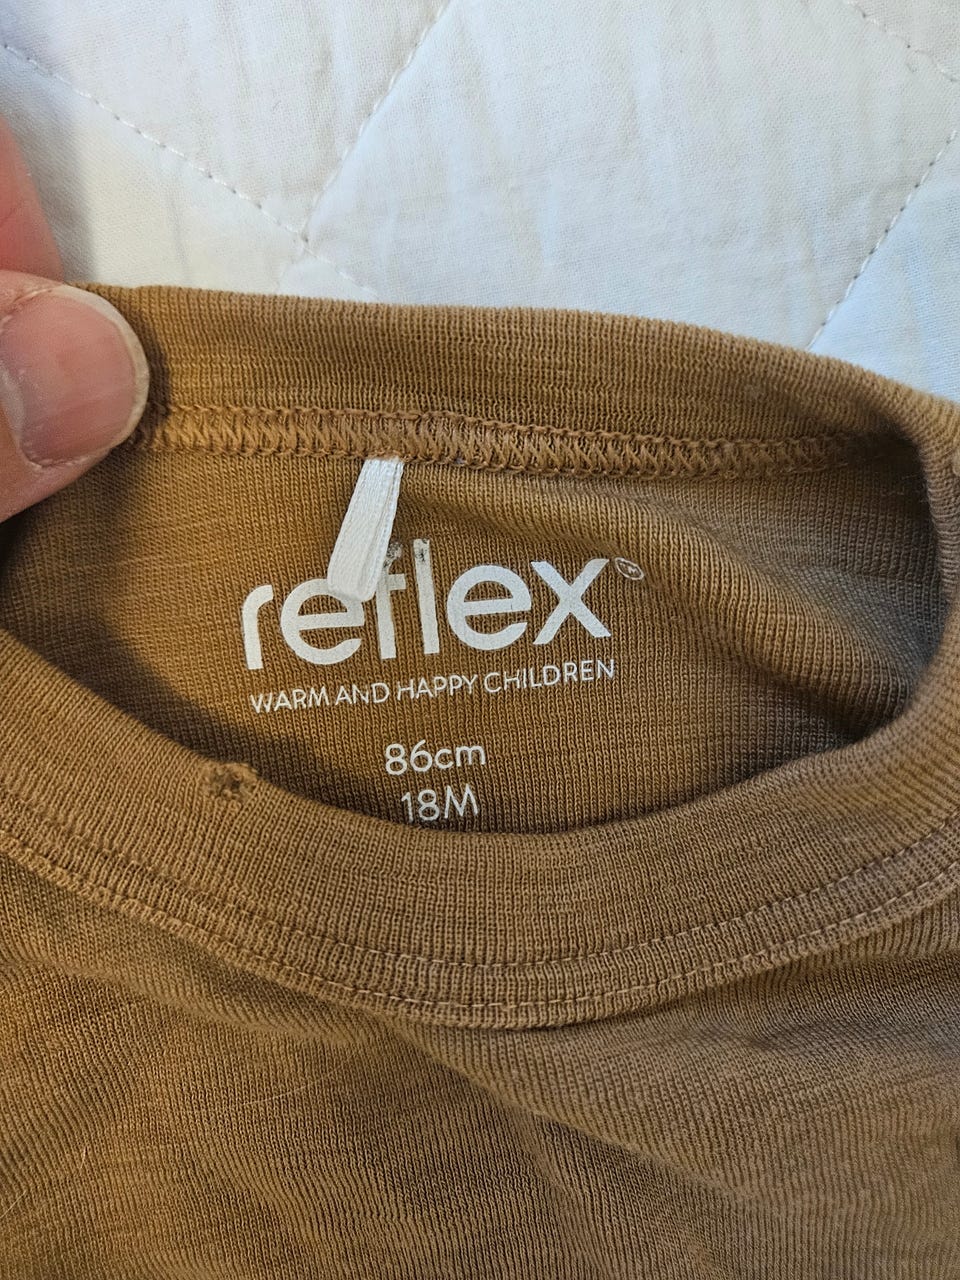 reflex
WARM AND HAPPY CHILDREN
86cm
18M